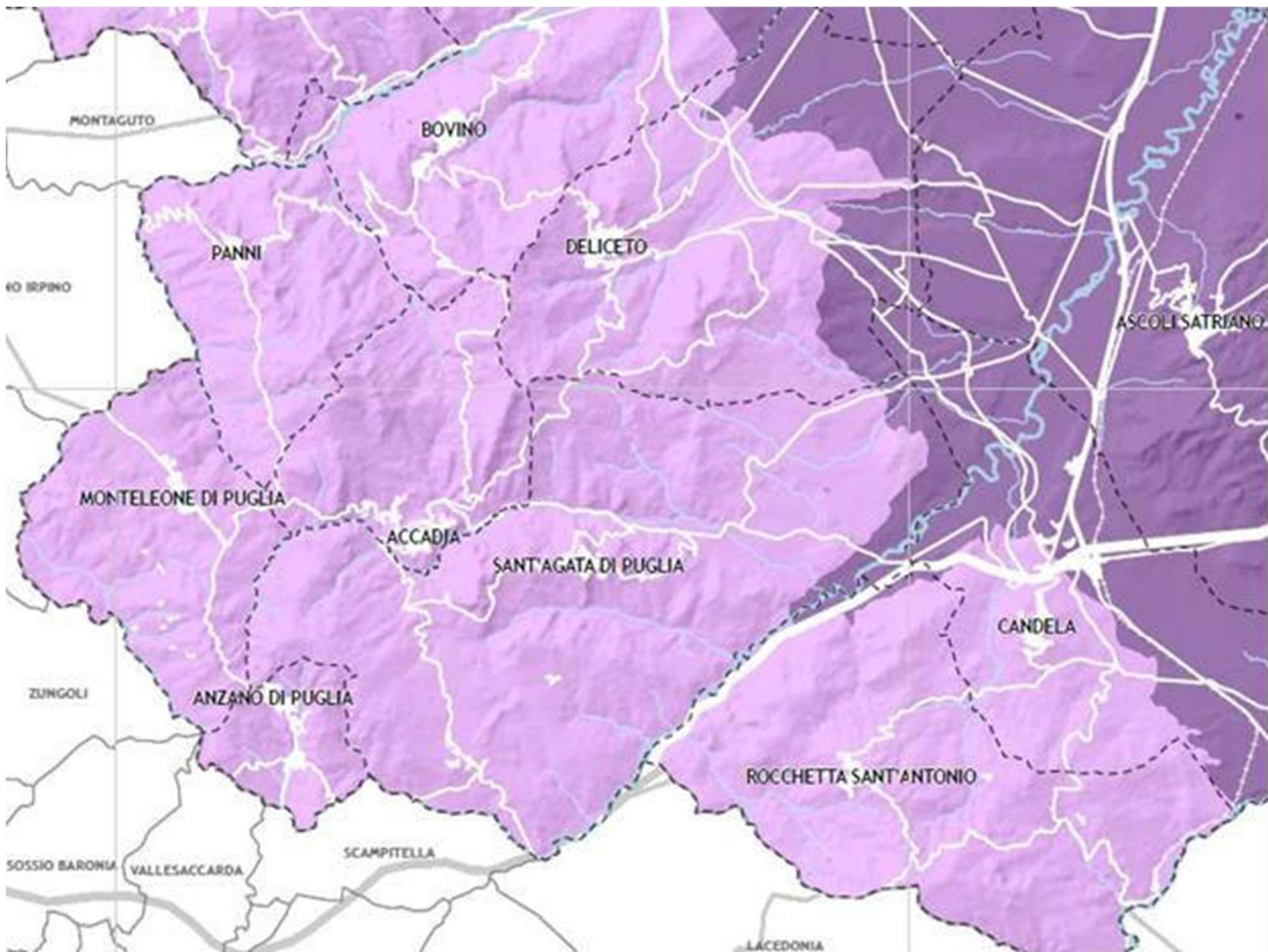 MONTAGUTO
BOVINO
PANNI
DELICETO
NO IRPINO
ASCOLI SATRIANO
MONTELEONE DI PUGLIA
ACCADIA
SANT'AGATA DI PUGLIA
CANDELA
ZUNGOLI
ANZANO DI PUGLIA
ROCCHETTA SANT'ANTONIO
SCAMPITELLA
SOSSIO BARONIA
VALLESACCARDA
LACEDONIA